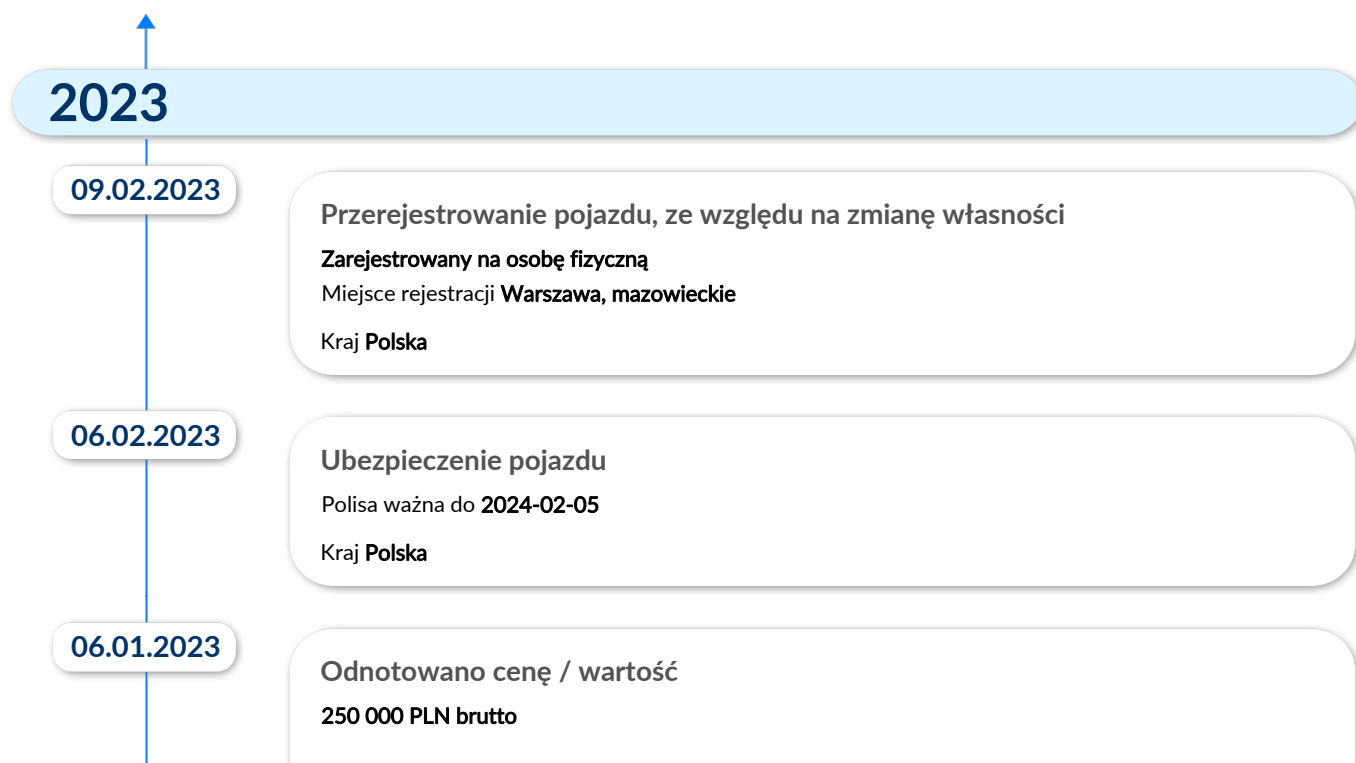 2023
09.02.2023
Przerejestrowanie pojazdu, ze względu na zmianę własności
Zarejestrowany na osobę fizyczną
Miejsce rejestracji Warszawa, mazowieckie
Kraj Polska
06.02.2023
Ubezpieczenie pojazdu
Polisa ważna do 2024-02-05
Kraj Polska
06.01.2023
Odnotowano cenę / wartość
250 000 PLN brutto